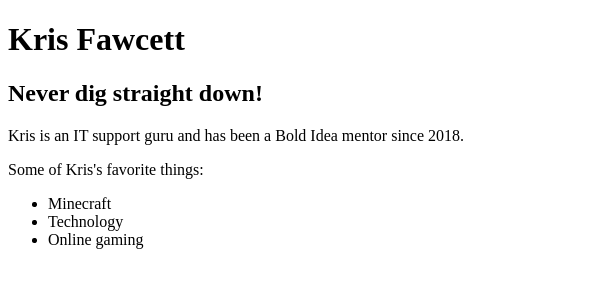 Kris Fawcett
Never dig straight down!
Kris is an IT support guru and has been a Bold Idea mentor since 2018.
Some of Kris's favorite things:
• Minecraft
• Technology
• Online gaming